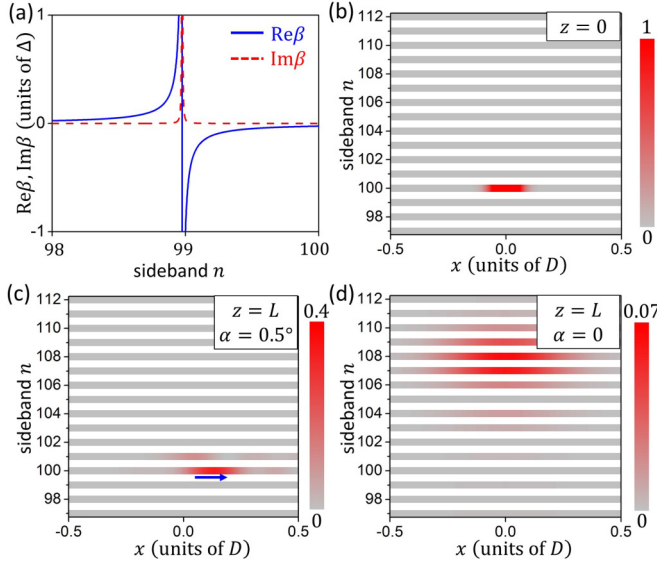 (a)
1
0
-1
Reβ, Imβ (units of Δ)
Reβ
Imβ
98
99
100
sideband n
(b)
112
110
108
106
104
102
100
98
sideband n
z = 0
1
0
-0.5
0.0
0.5
x (units of D)
(c)
112
110
108
106
104
102
100
98
sideband n
z = L
α = 0.5°
0.4
0
-0.5
0.0
0.5
x (units of D)
(d)
112
110
108
106
104
102
100
98
sideband n
z = L
α = 0
0.07
0
-0.5
0.0
0.5
x (units of D)